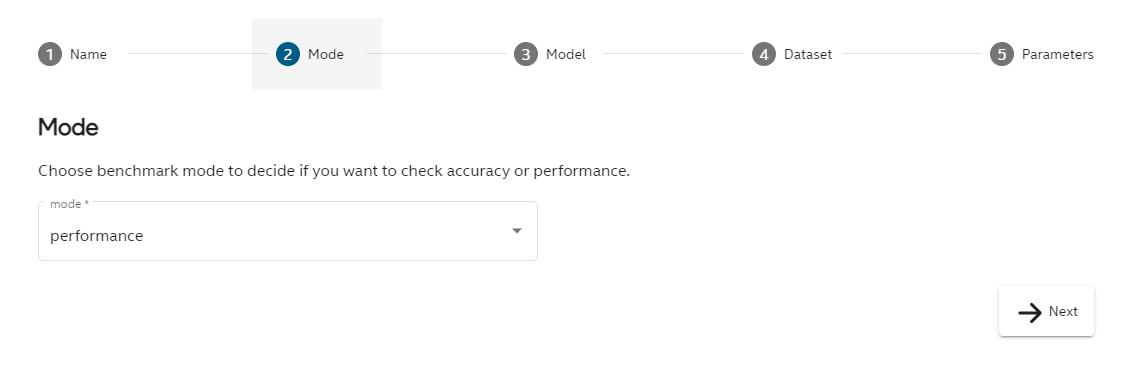 1 Name 2 Mode 3 Model 4 Dataset 5 Parameters
Mode
Choose benchmark mode to decide if you want to check accuracy or performance.
mode *
performance
Next